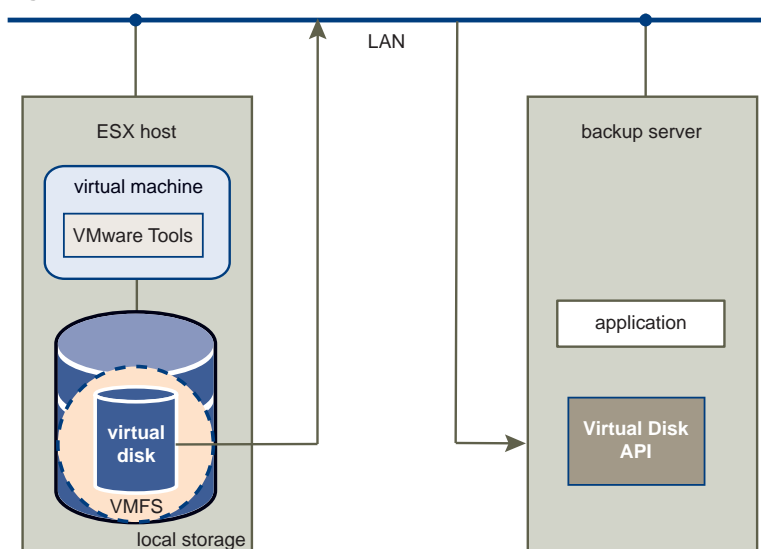 LAN
ESX host
virtual machine
VMware Tools
virtual
disk
VMFS
local storage
backup server
application
Virtual Disk
API